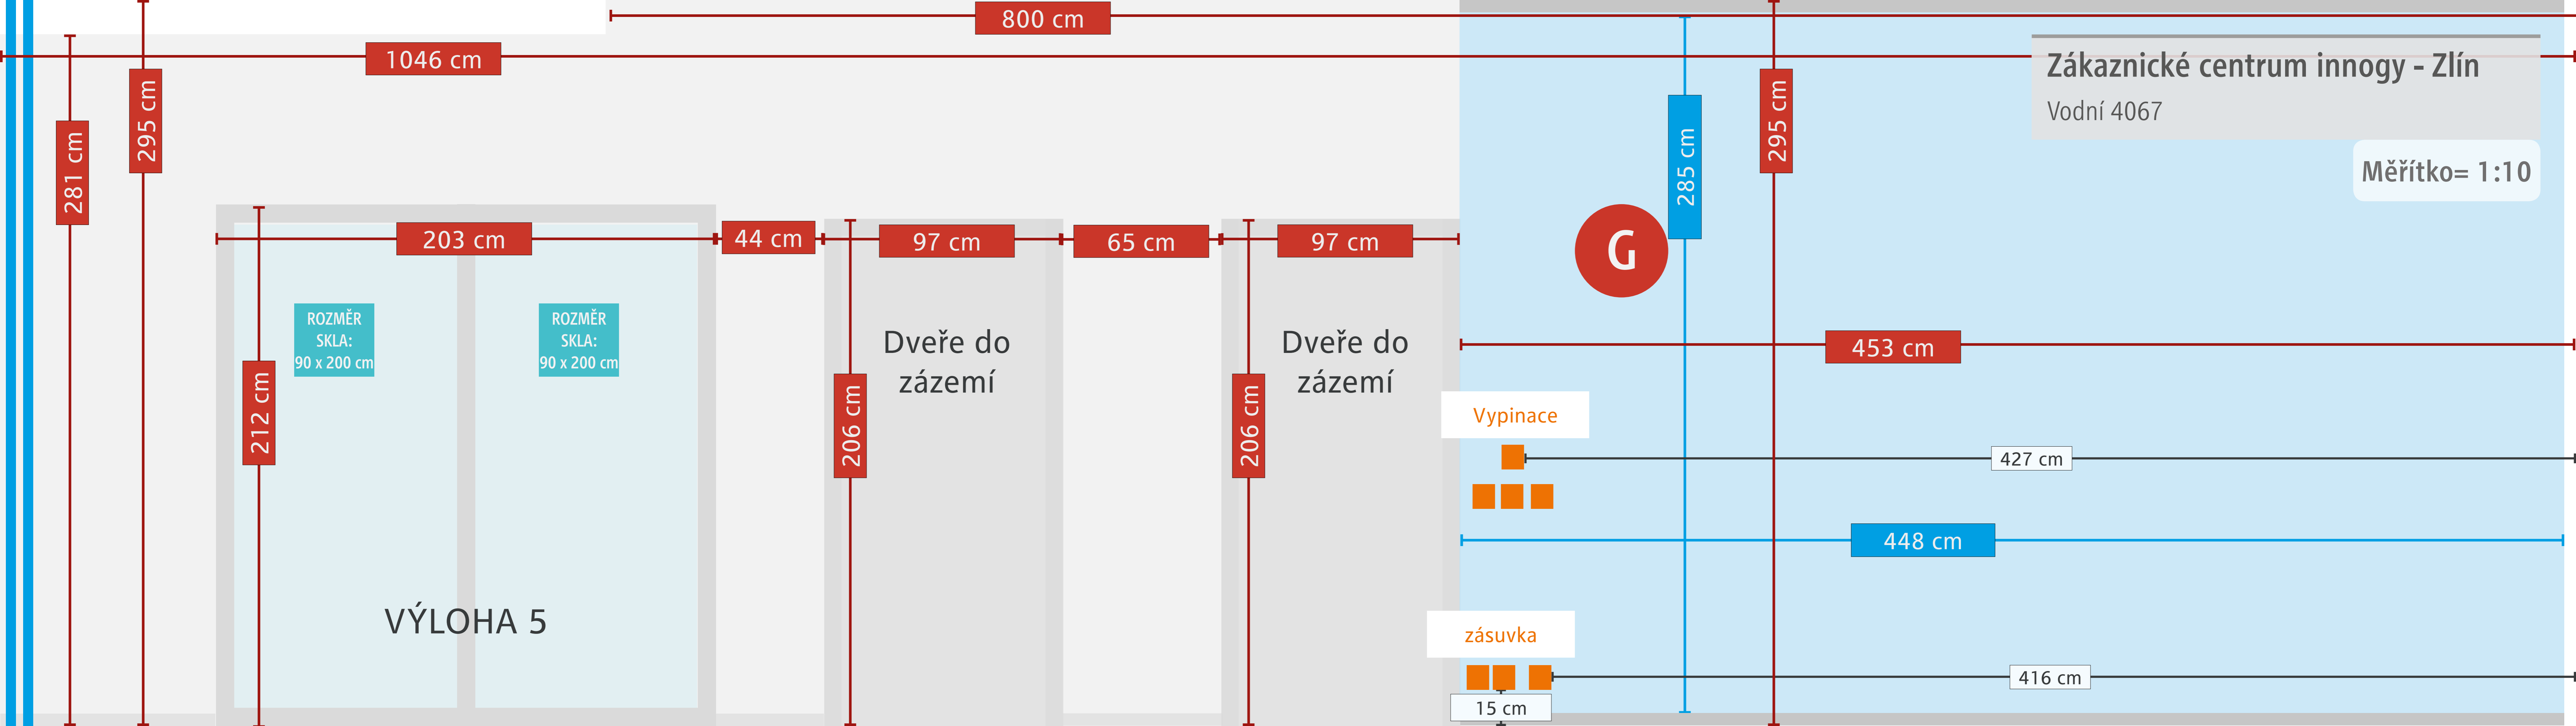 800 cm
1046 cm
Zákaznické centrum innogy - Zlín
Vodní 4067
Měřítko= 1:10
281 cm
295 cm
285 cm
295 cm
G
203 cm
44 cm
97 cm
65 cm
97 cm
ROZMĚR
SKLA:
90 x 200 cm
ROZMĚR
SKLA:
90 x 200 cm
212 cm
206 cm
Dveře do
zázemí
206 cm
Dveře do
zázemí
453 cm
Vypinace
427 cm
448 cm
VÝLOHA 5
zásuvka
416 cm
15 cm